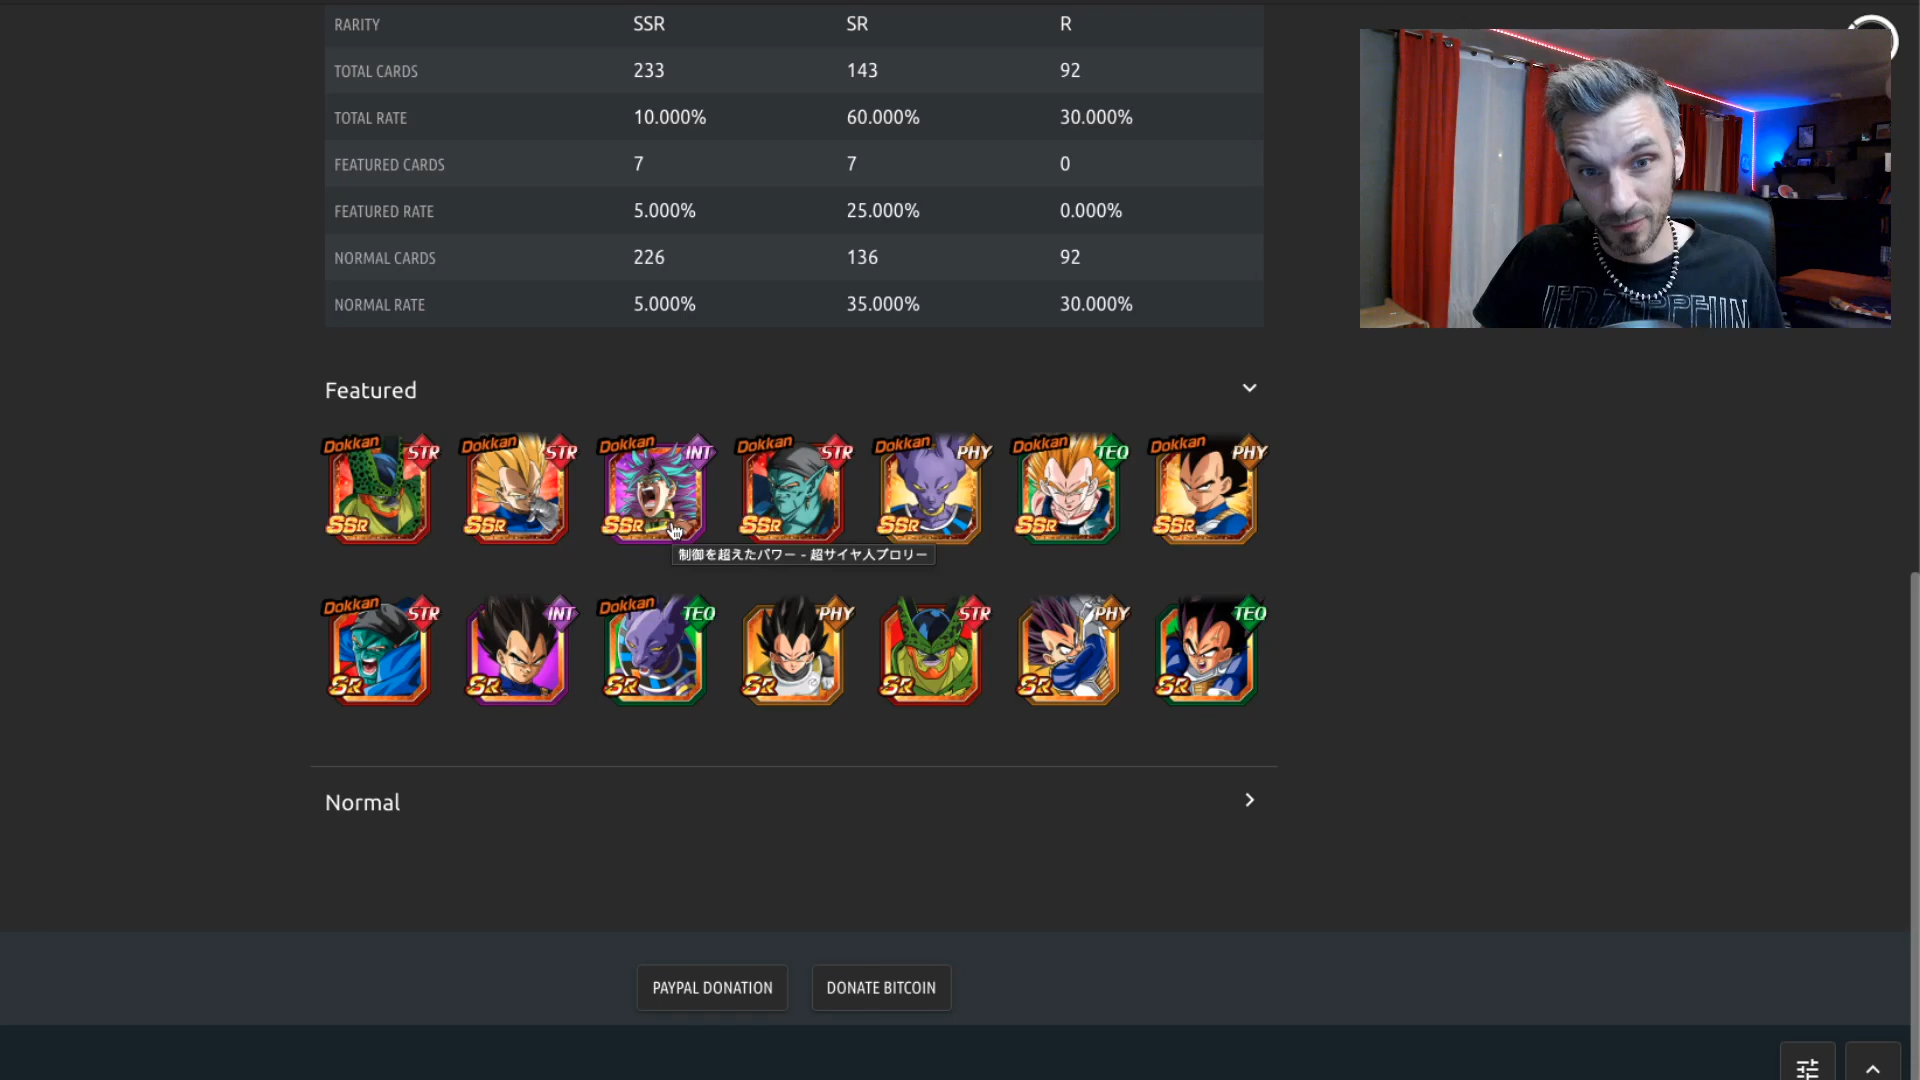 RARITY SSR SR R
TOTAL CARDS 233 143 92
TOTAL RATE 10.000% 60.000% 30.000%
FEATURED CARDS 7 7 0
FEATURED RATE 5.000% 25.000% 0.000%
NORMAL CARDS 226 136 92
NORMAL RATE 5.000% 35.000% 30.000%
Featured
Dokkan STR Dokkan STR Dokkan INT Dokkan STR Dokkan PHY Dokkan TEQ Dokkan PHY
SSR SSR SSR SSR SSR SSR SSR
制御を超えたパワー - 超サイヤ人ブロリー
Dokkan STR INT Dokkan TEQ PHY STR PHY TEQ
SR SR SR SR SR SR SR
Normal
PAYPAL DONATION DONATE BITCOIN
LED ZEPPELIN